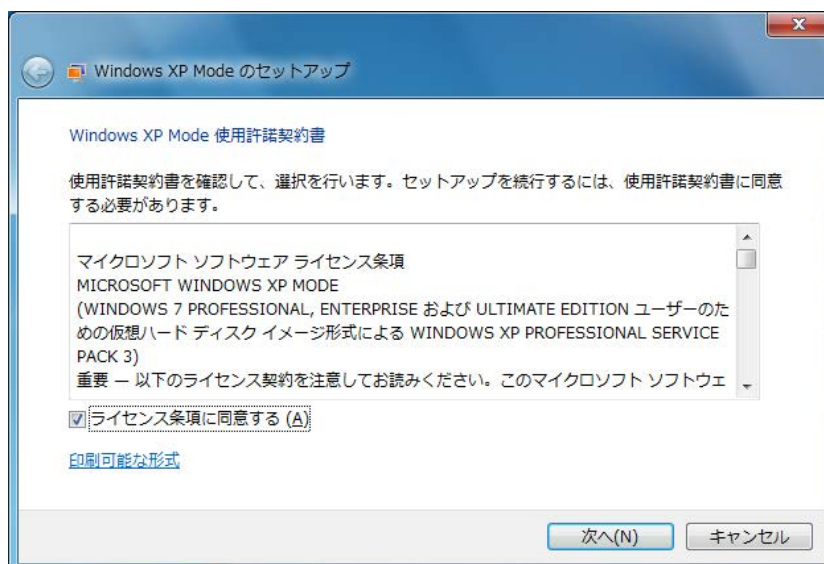 Windows XP Mode のセットアップ
Windows XP Mode 使用許諾契約書
使用許諾契約書を確認して、選択を行います。セットアップを続行するには、使用許諾契約書に同意
する必要があります。
マイクロソフト ソフトウェア ライセンス条項
MICROSOFT WINDOWS XP MODE
(WINDOWS 7 PROFESSIONAL, ENTERPRISE および ULTIMATE EDITION ユーザーのた
めの仮想ハード ディスク イメージ形式による WINDOWS XP PROFESSIONAL SERVICE
PACK 3)
重要 — 以下のライセンス契約を注意してお読みください。このマイクロソフト ソフトウェ
ライセンス条項に同意する (A)
印刷可能な形式
次へ(N) キャンセル